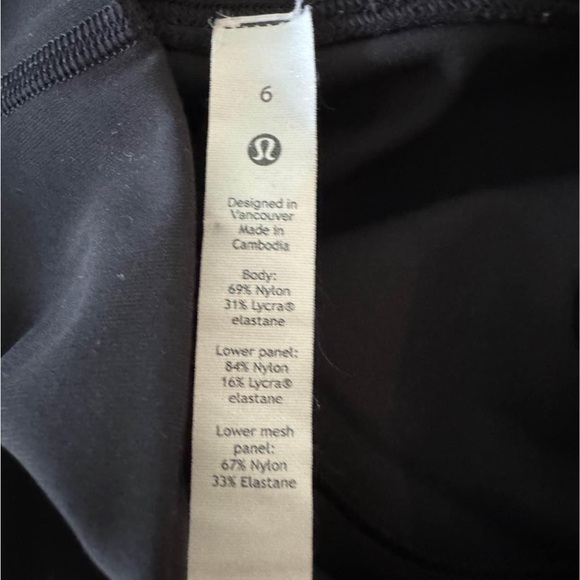 6
Designed in
Vancouver
Made in
Cambodia
Body:
69% Nylon
31% Lycra®
elastane
Lower panel:
84% Nylon
16% Lycra®
elastane
Lower mesh
panel:
67% Nylon
33% Elastane